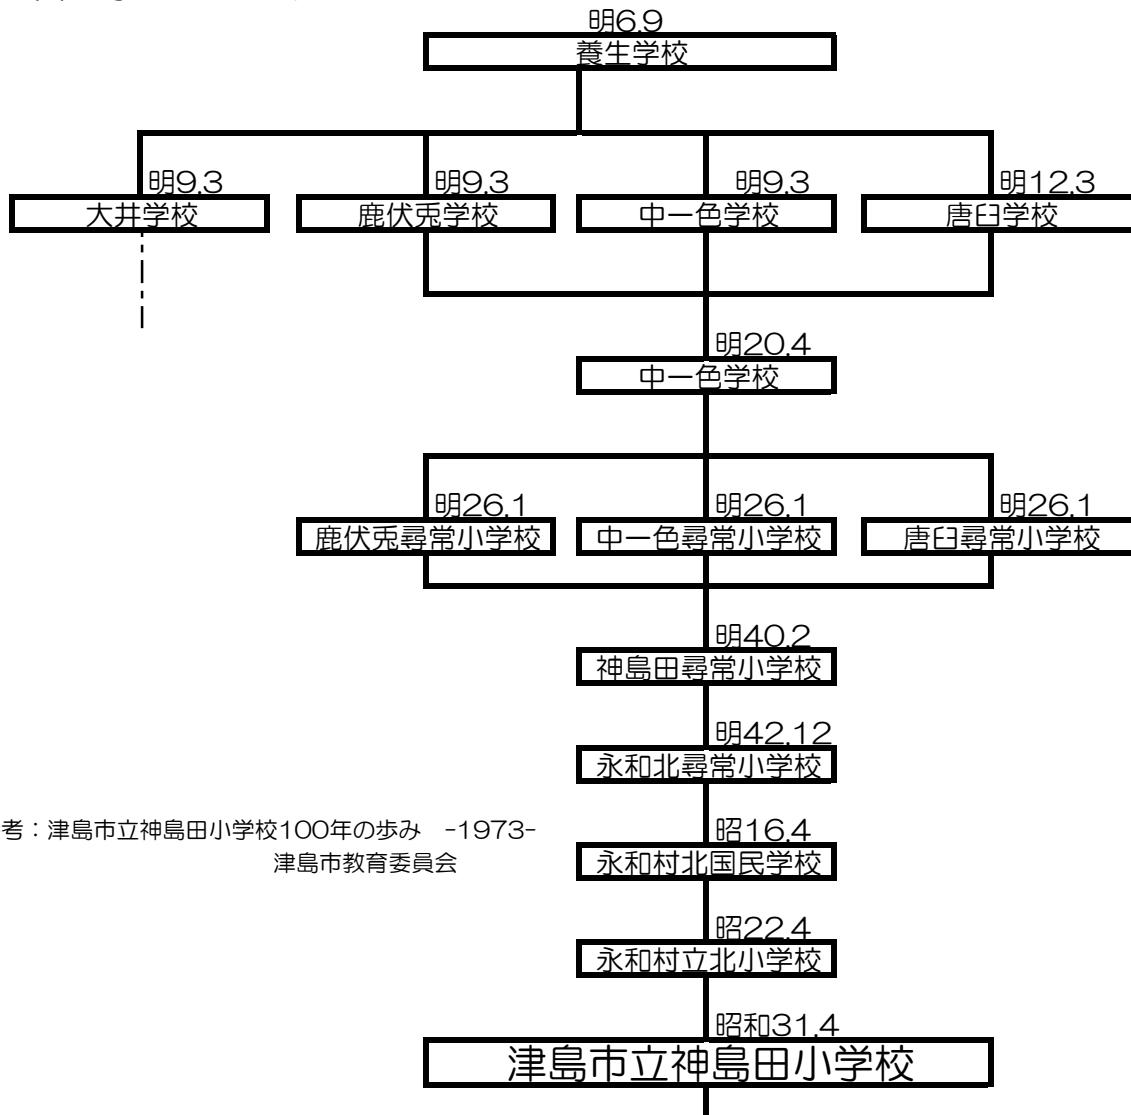 明6.9
養生学校
明9.3 明9.3 明9.3 明12.3
大井学校 鹿伏兎学校 中一色学校 唐臼学校
明20.4
中一色学校
明26.1 明26.1 明26.1
鹿伏兎尋常小学校 中一色尋常小学校 唐臼尋常小学校
明40.2
神島田尋常小学校
明42.12
永和北尋常小学校
考：津島市立神島田小学校100年の歩み -1973-
津島市教育委員会
昭16.4
永和村北国民学校
昭22.4
永和村立北小学校
昭和31.4
津島市立神島田小学校